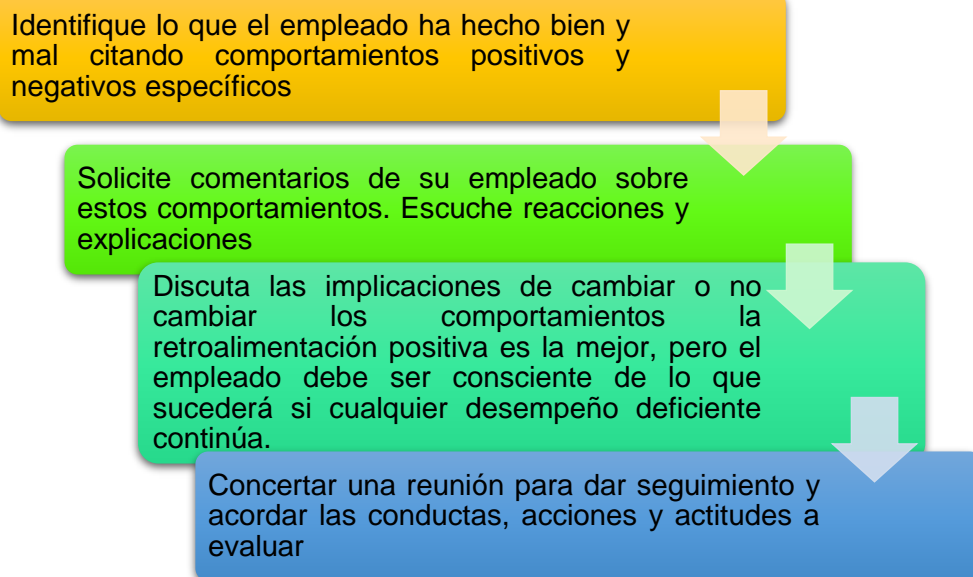 Identifique lo que el empleado ha hecho bien y
mal citando comportamientos positivos y
negativos específicos
Solicite comentarios de su empleado sobre
estos comportamientos. Escuche reacciones y
explicaciones
Discuta las implicaciones de cambiar o no
cambiar los comportamientos la
retroalimentación positiva es la mejor, pero el
empleado debe ser consciente de lo que
sucederá si cualquier desempeño deficiente
continúa.
Concertar una reunión para dar seguimiento y
acordar las conductas, acciones y actitudes a
evaluar